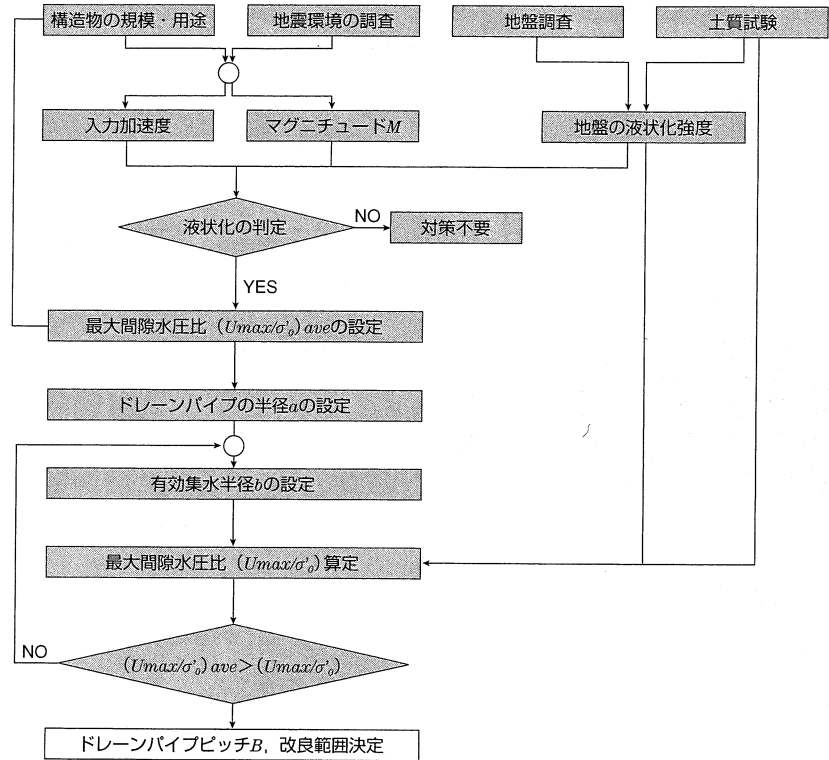 構造物の規模・用途
地震環境の調査
地盤調査
土質試験
入力加速度
マグニチュードM
地盤の液状化強度
液状化の判定
NO
対策不要
YES
最大間隙水圧比（Umax/σ'₀）aveの設定
ドレーンパイプの半径aの設定
有効集水半径bの設定
最大間隙水圧比（Umax/σ'₀）算定
NO
（Umax/σ'₀）ave＞（Umax/σ'₀）
ドレーンパイプピッチB，改良範囲決定